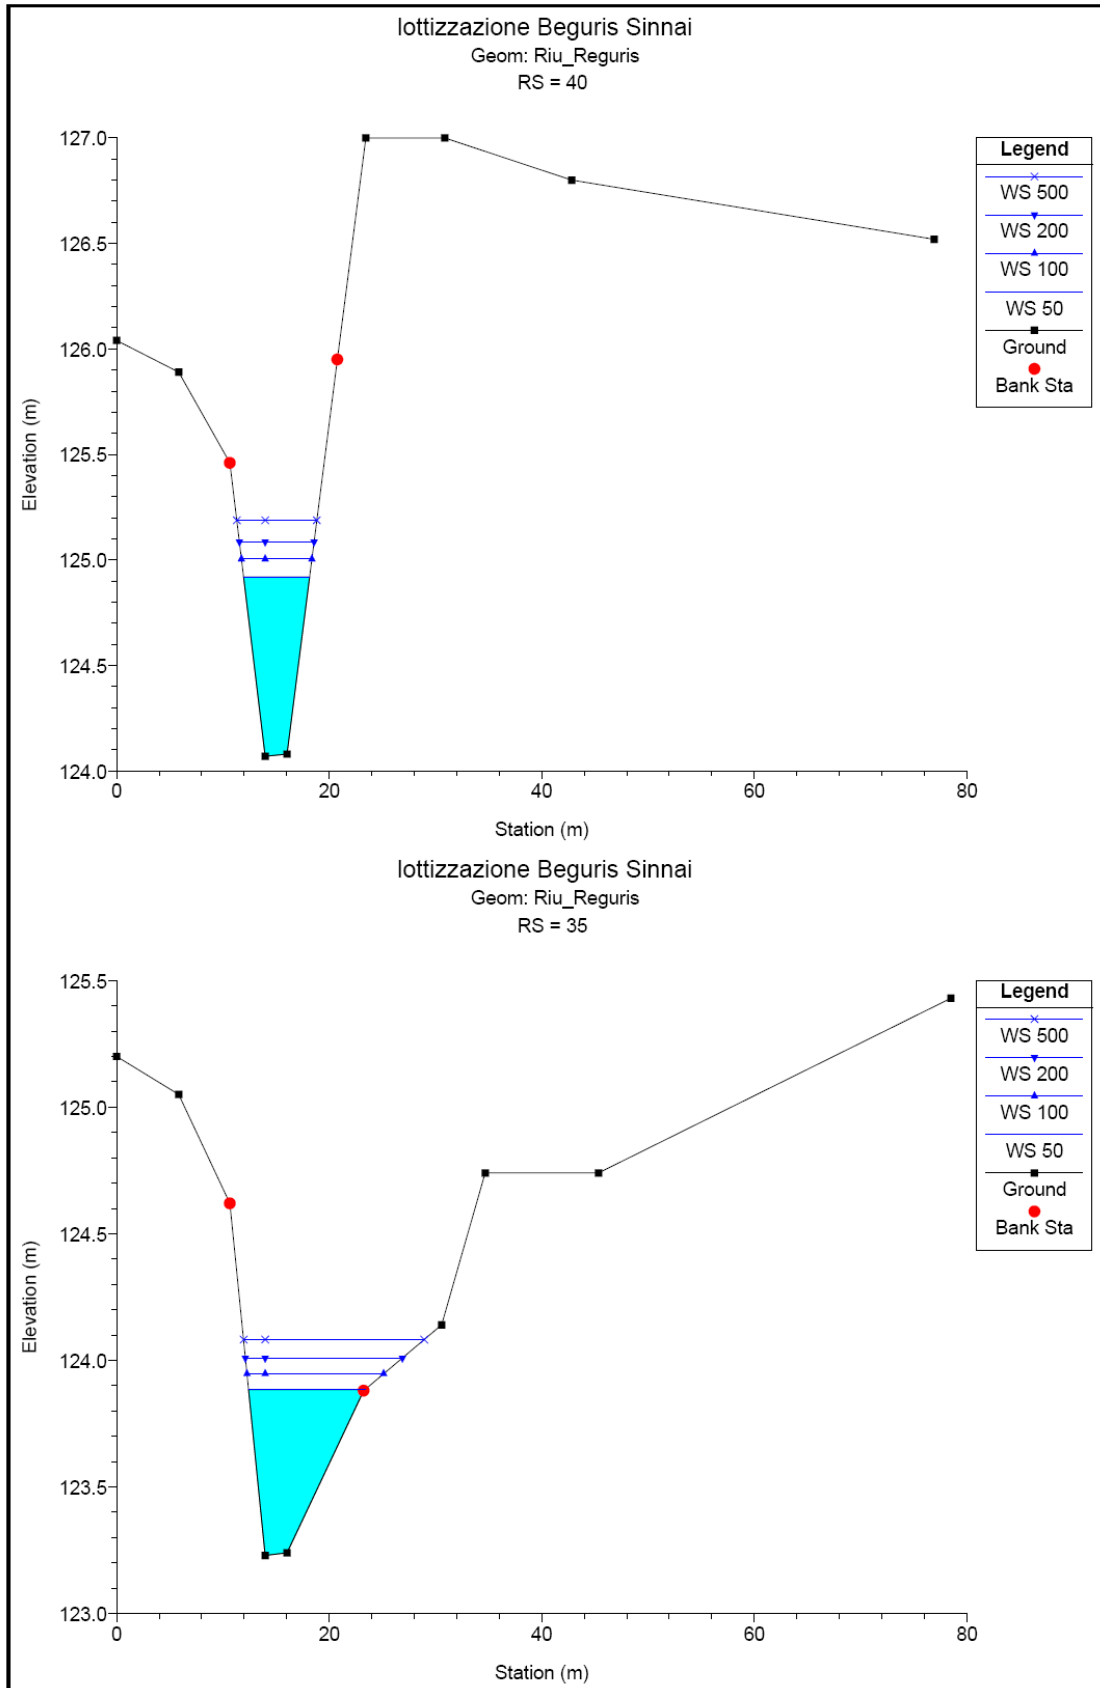 lottizzazione Beguris Sinnai
Geom: Riu_Reguris
RS = 40
127.0
126.5
126.0
125.5
125.0
124.5
124.0
0
20
40
60
80
Elevation (m)
Station (m)
Legend
WS 500
WS 200
WS 100
WS 50
Ground
Bank Sta
lottizzazione Beguris Sinnai
Geom: Riu_Reguris
RS = 35
125.5
125.0
124.5
124.0
123.5
123.0
0
20
40
60
80
Elevation (m)
Station (m)
Legend
WS 500
WS 200
WS 100
WS 50
Ground
Bank Sta